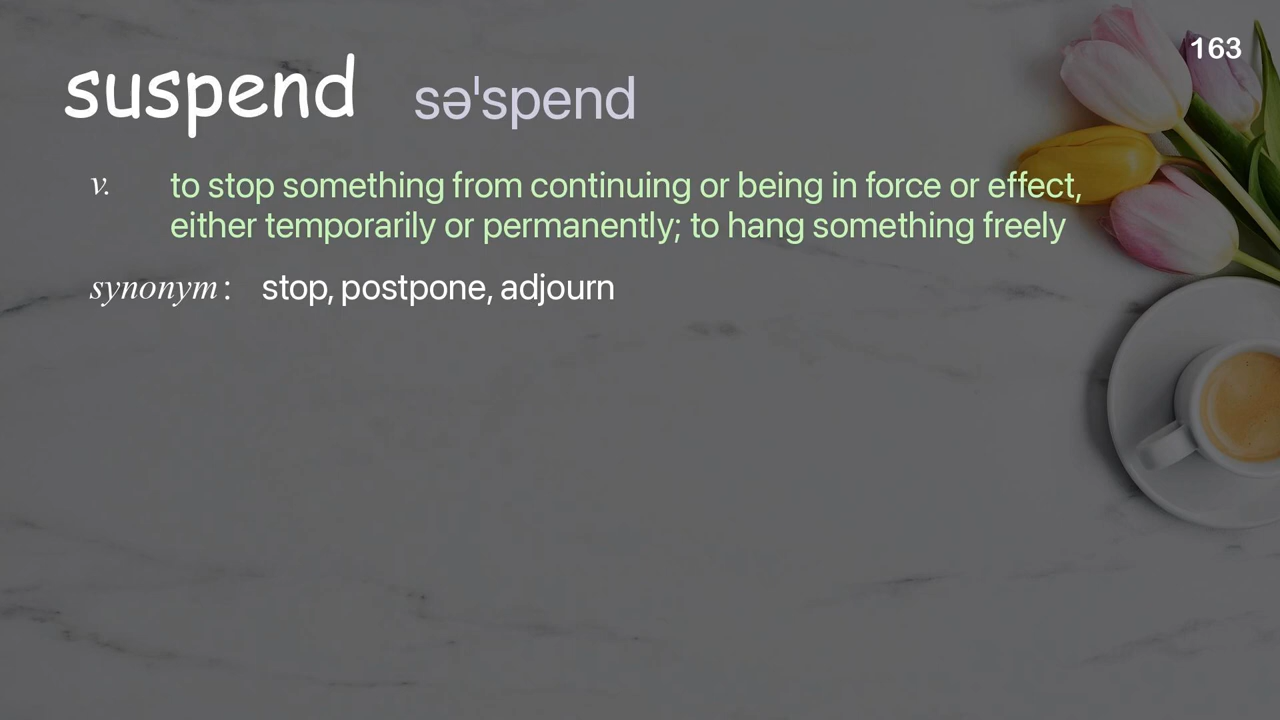 163
suspend səˈspend
v. to stop something from continuing or being in force or effect,
either temporarily or permanently; to hang something freely
synonym: stop, postpone, adjourn